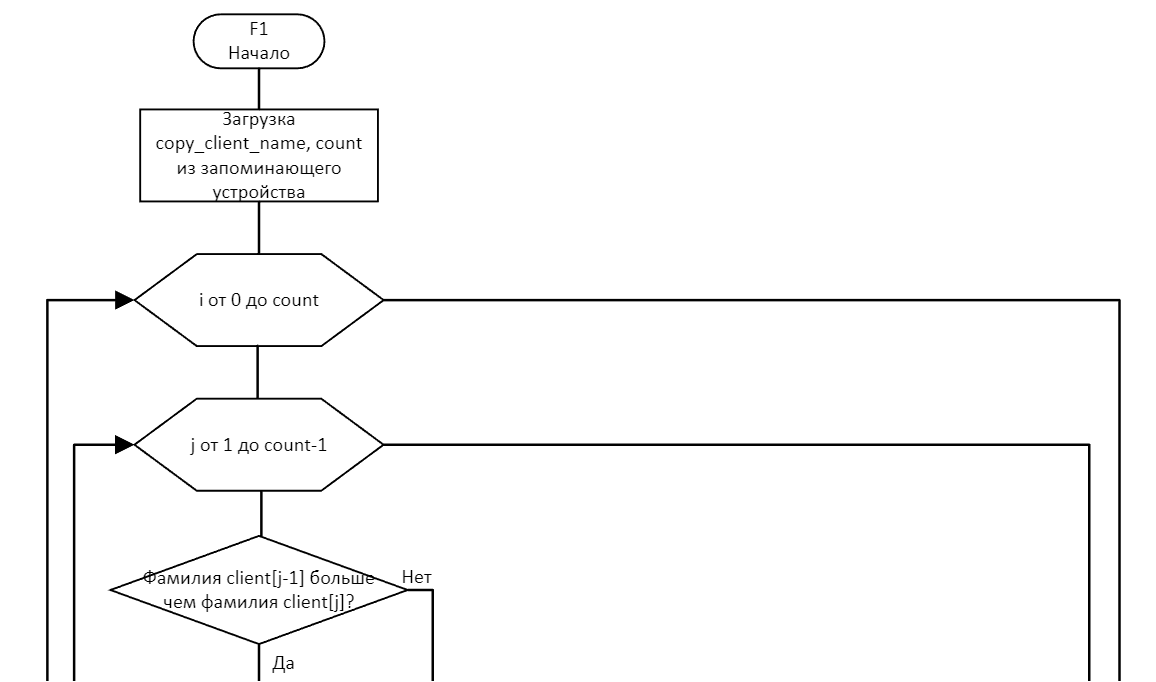 F1
Начало
Загрузка
copy_client_name, count
из запоминающего
устройства
i от 0 до count
j от 1 до count-1
Фамилия client[j-1] больше
чем фамилия client[j]?
Нет
Да